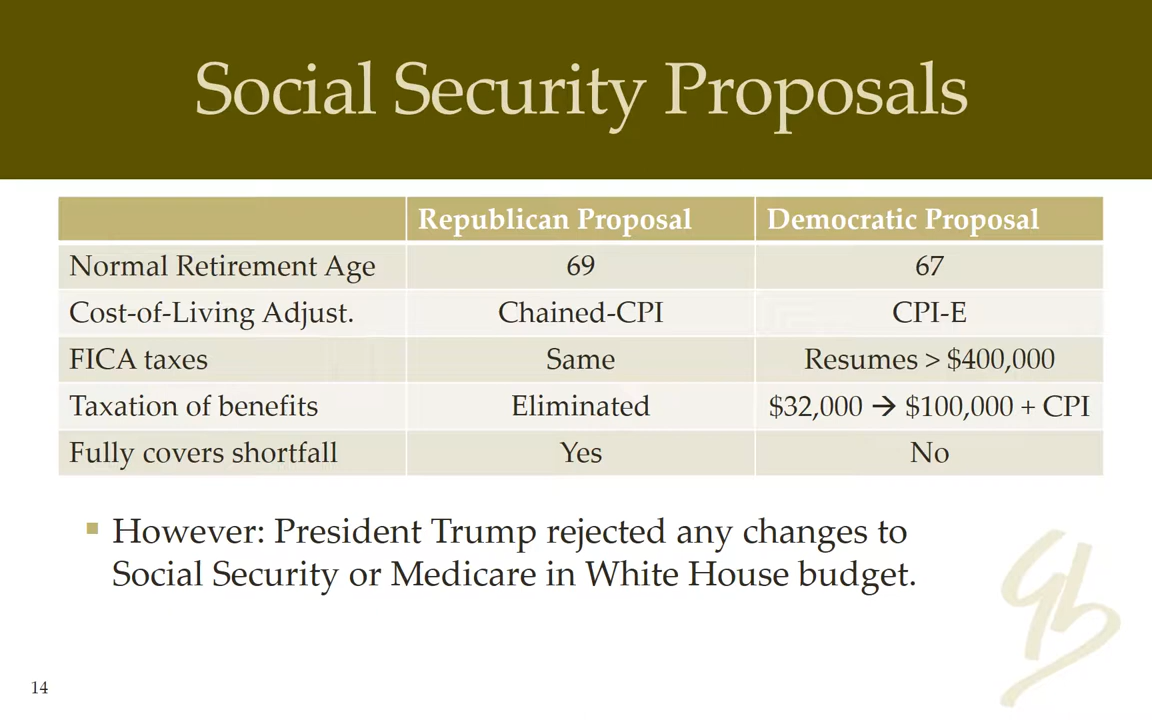 Social Security Proposals
Republican Proposal Democratic Proposal
Normal Retirement Age 69 67
Cost-of-Living Adjust. Chained-CPI CPI-E
FICA taxes Same Resumes > $400,000
Taxation of benefits Eliminated $32,000 → $100,000 + CPI
Fully covers shortfall Yes No
▪ However: President Trump rejected any changes to
Social Security or Medicare in White House budget.
14